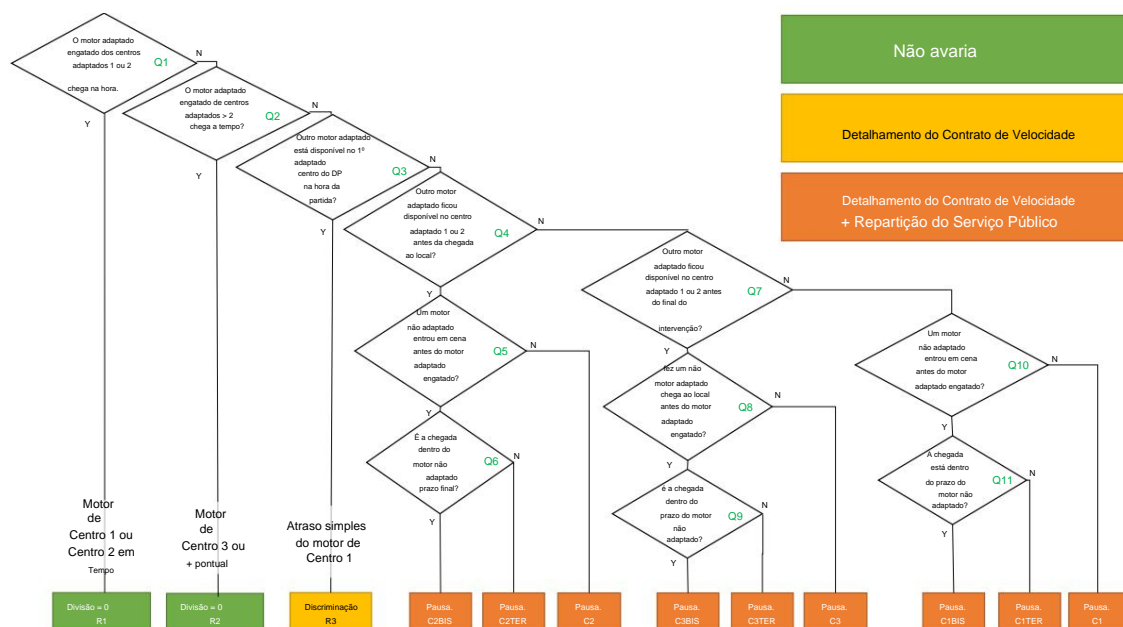 O motor adaptado
engatado dos centros
adaptados 1 ou 2
chega na hora.
Q1
N
Y
O motor adaptado
engatado de centros
adaptados > 2
chega a tempo?
Q2
N
Y
Outro motor adaptado
está disponível no 1º
adaptado
centro do DP
na hora da
partida?
Q3
N
Y
Outro motor
adaptado ficou
disponível no centro
adaptado 1 ou 2
antes da chegada
ao local?
Q4
N
Y
Um motor
não adaptado
entrou em cena
antes do motor
adaptado
engatado?
Q5
N
Y
É a chegada
dentro do
motor não
adaptado
prazo final?
Q6
N
Y
Outro motor
adaptado ficou
disponível no centro
adaptado 1 ou 2 antes
do final do
intervenção?
Q7
N
Y
fez um não
motor adaptado
chega ao local
antes do motor
adaptado
engatado?
Q8
N
Y
é a chegada
dentro do
prazo do motor
não
adaptado?
Q9
N
Y
Um motor
não adaptado
entrou em cena
antes do motor
adaptado engatado?
Q10
N
Y
A chegada
está dentro
do prazo do
motor não
adaptado?
Q11
N
Y
Não avaria
Detalhamento do Contrato de Velocidade
Detalhamento do Contrato de Velocidade
+ Repartição do Serviço Público
Motor
de
Centro 1 ou
Centro 2 em
Tempo
Motor
de
Centro 3 ou
+ pontual
Atraso simples
do motor de
Centro 1
Divisão = 0
R1
Divisão = 0
R2
Discriminação
R3
Pausa.
C2BIS
Pausa.
C2TER
Pausa.
C2
Pausa.
C3BIS
Pausa.
C3TER
Pausa.
C3
Pausa.
C1BIS
Pausa.
C1TER
Pausa.
C1